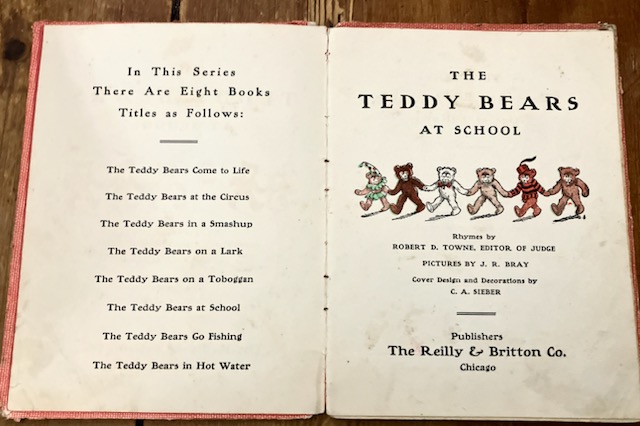 In This Series
There Are Eight Books
Titles as Follows:
The Teddy Bears Come to Life
The Teddy Bears at the Circus
The Teddy Bears in a Smashup
The Teddy Bears on a Lark
The Teddy Bears on a Toboggan
The Teddy Bears at School
The Teddy Bears Go Fishing
The Teddy Bears in Hot Water
THE
TEDDY BEARS
AT SCHOOL
Rhymes by
ROBERT D. TOWNE, EDITOR OF JUDGE
PICTURES BY J. R. BRAY
Cover Design and Decorations by
C. A. SIEBER
Publishers
The Reilly & Britton Co.
Chicago